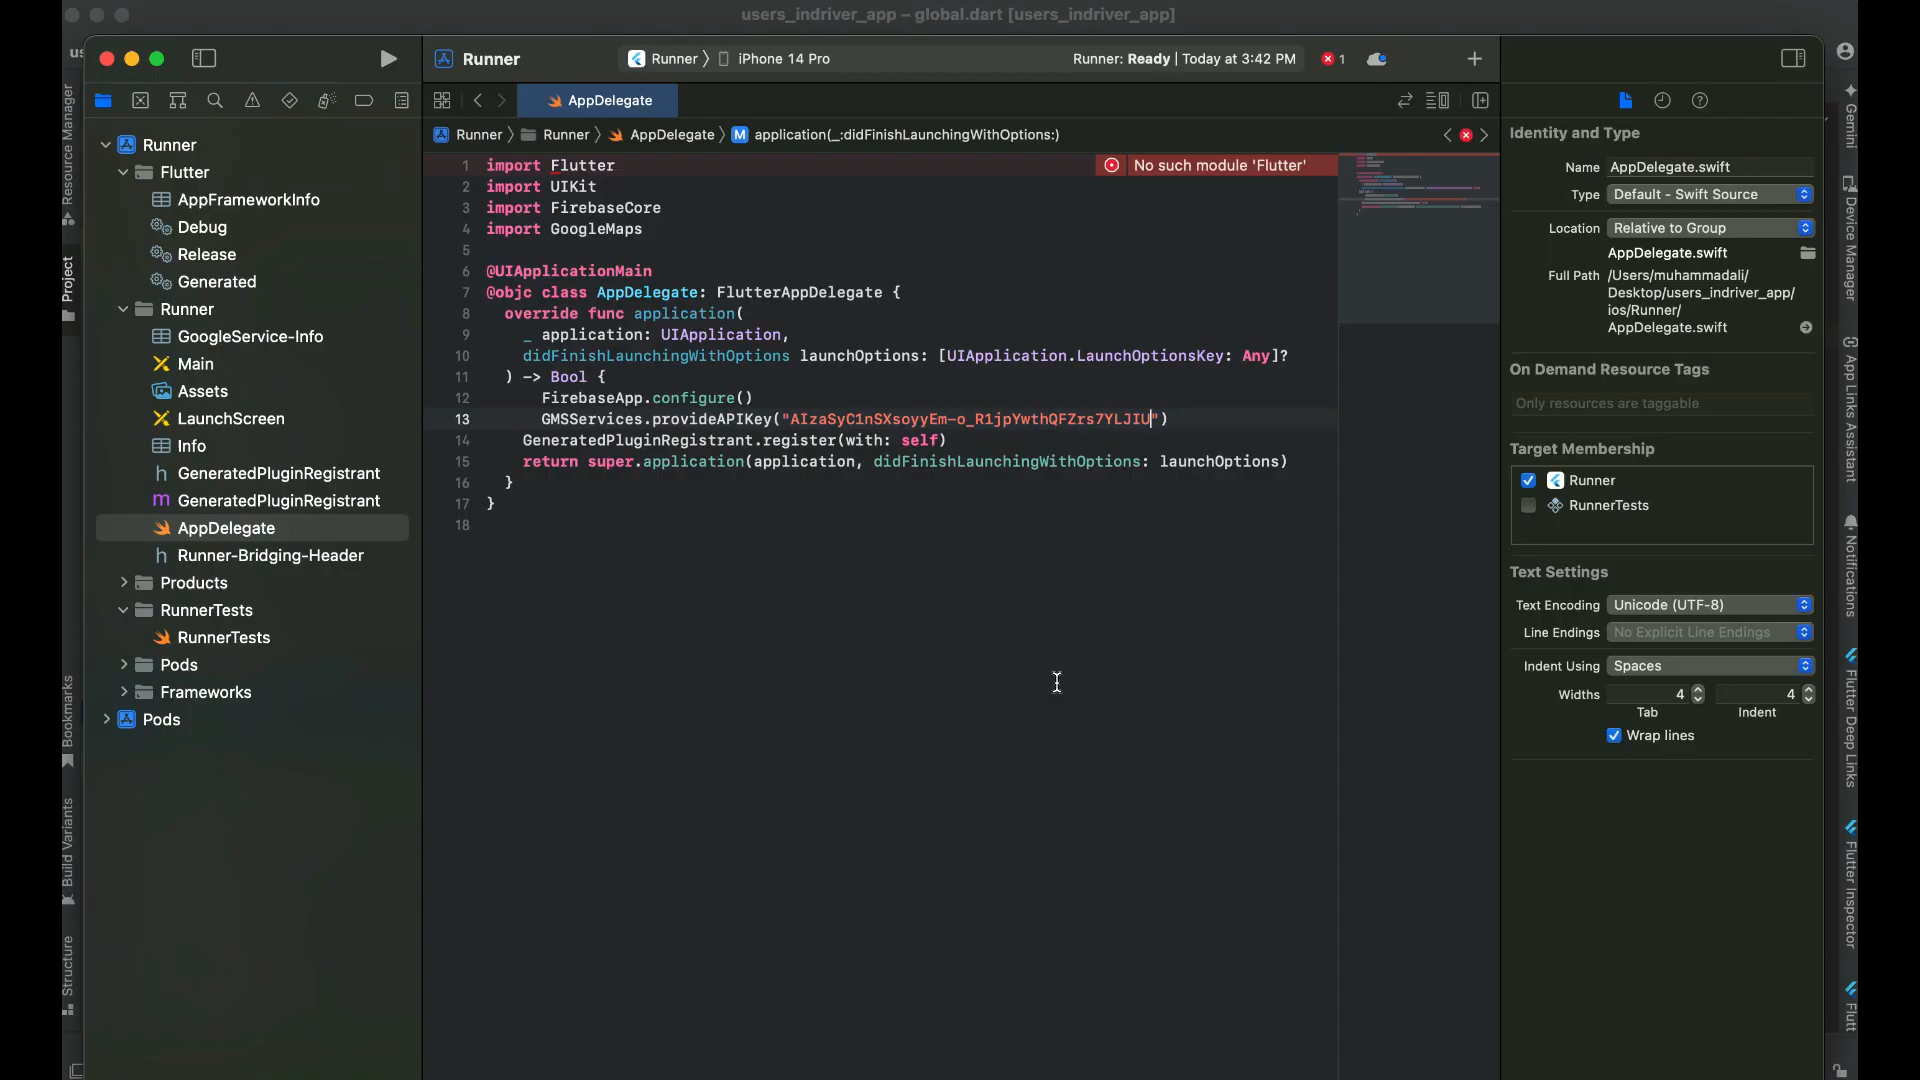 users_indriver_app – global.dart [users_indriver_app]
Runner
Runner
iPhone 14 Pro
Runner: Ready | Today at 3:42 PM
1
AppDelegate
Runner
Runner
AppDelegate
M
application(_:didFinishLaunchingWithOptions:)
Resource Manager
Project
Bookmarks
Build Variants
Structure
Runner
Flutter
AppFrameworkInfo
Debug
Release
Generated
Runner
GoogleService-Info
Main
Assets
LaunchScreen
Info
h GeneratedPluginRegistrant
m GeneratedPluginRegistrant
AppDelegate
h Runner-Bridging-Header
Products
RunnerTests
RunnerTests
Pods
Frameworks
Pods
1 import Flutter
No such module 'Flutter'
2 import UIKit
3 import FirebaseCore
4 import GoogleMaps
5
6 @UIApplicationMain
7 @objc class AppDelegate: FlutterAppDelegate {
8 override func application(
9 _ application: UIApplication,
10 didFinishLaunchingWithOptions launchOptions: [UIApplication.LaunchOptionsKey: Any]?
11 ) -> Bool {
12 FirebaseApp.configure()
13 GMSServices.provideAPIKey("AIzaSyC1nSXsoyyEm-o_R1jpYwthQFZrs7YLJIU")
14 GeneratedPluginRegistrant.register(with: self)
15 return super.application(application, didFinishLaunchingWithOptions: launchOptions)
16 }
17 }
18
Identity and Type
Name AppDelegate.swift
Type Default - Swift Source
Location Relative to Group
AppDelegate.swift
Full Path /Users/muhammadali/
Desktop/users_indriver_app/
ios/Runner/
AppDelegate.swift
On Demand Resource Tags
Only resources are taggable
Target Membership
Runner
RunnerTests
Text Settings
Text Encoding Unicode (UTF-8)
Line Endings No Explicit Line Endings
Indent Using Spaces
Widths 4 4
Tab Indent
Wrap lines
Gemini
Device Manager
App Links Assistant
Notifications
Flutter Deep Links
Flutter Inspector
Flutt